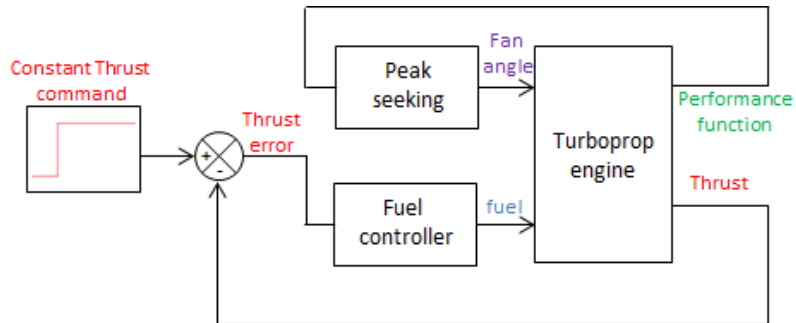 Constant Thrust
command
+
-
Thrust
error
Peak
seeking
Fan
angle
Fuel
controller
fuel
Turboprop
engine
Performance
function
Thrust